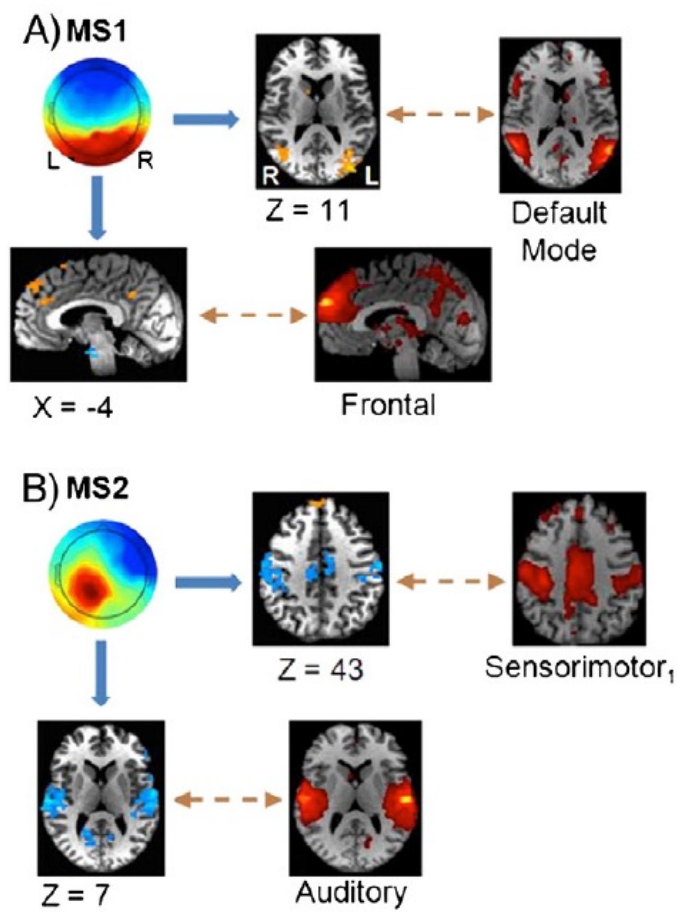 A) MS1
L R
R L
Z = 11
Default
Mode
X = -4
Frontal
B) MS2
Z = 43
Sensorimotor₁
Z = 7
Auditory